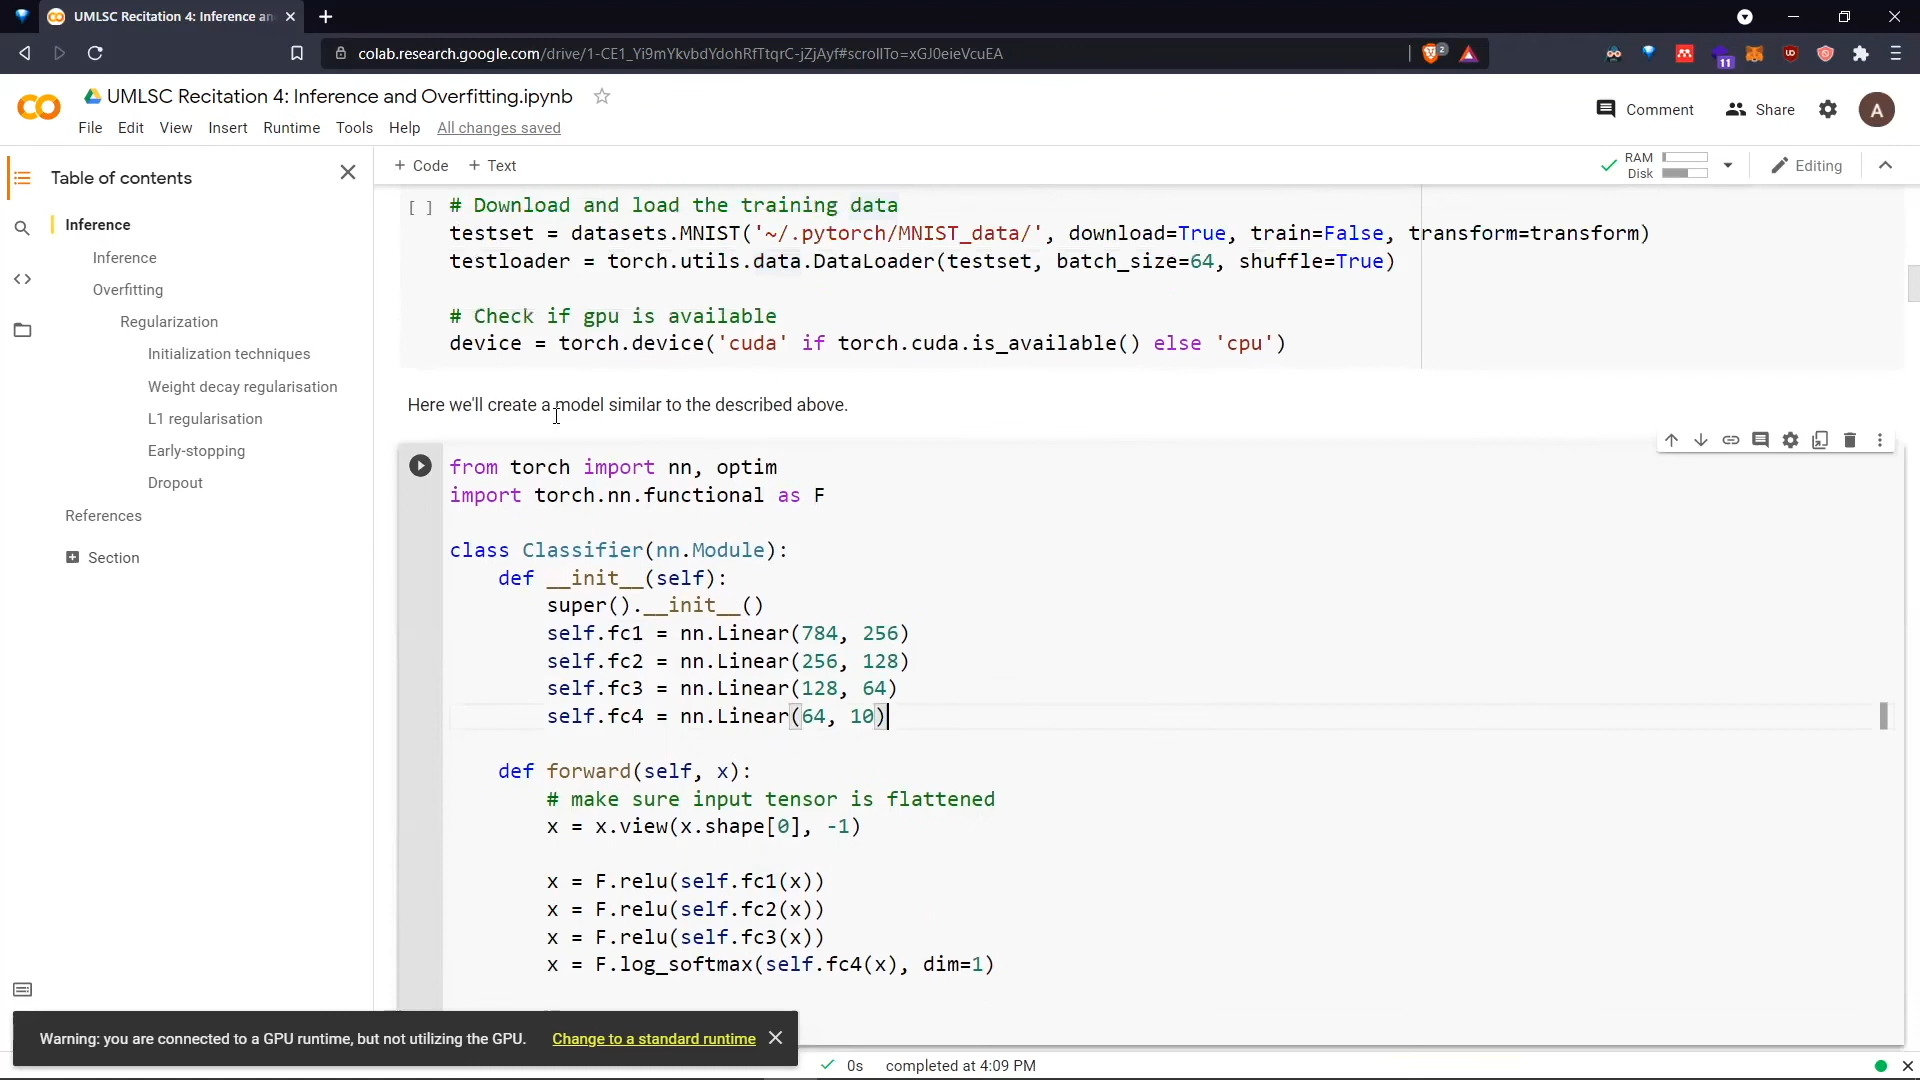 UMLSC Recitation 4: Inference an
colab.research.google.com/drive/1-CE1_Yi9mYkvbdYdohRfTtqrC-jZjAyf#scrollTo=xGJ0eieVcuEA
2
11
UMLSC Recitation 4: Inference and Overfitting.ipynb
Comment
Share
A
File Edit View Insert Runtime Tools Help All changes saved
Table of contents
+ Code + Text
RAM
Disk
Editing
Inference
Inference
Overfitting
Regularization
Initialization techniques
Weight decay regularisation
L1 regularisation
Early-stopping
Dropout
References
Section
[ ] # Download and load the training data
testset = datasets.MNIST('~/.pytorch/MNIST_data/', download=True, train=False, transform=transform)
testloader = torch.utils.data.DataLoader(testset, batch_size=64, shuffle=True)
# Check if gpu is available
device = torch.device('cuda' if torch.cuda.is_available() else 'cpu')
Here we'll create a model similar to the described above.
from torch import nn, optim
import torch.nn.functional as F
class Classifier(nn.Module):
def __init__(self):
super().__init__()
self.fc1 = nn.Linear(784, 256)
self.fc2 = nn.Linear(256, 128)
self.fc3 = nn.Linear(128, 64)
self.fc4 = nn.Linear(64, 10)
def forward(self, x):
# make sure input tensor is flattened
x = x.view(x.shape[0], -1)
x = F.relu(self.fc1(x))
x = F.relu(self.fc2(x))
x = F.relu(self.fc3(x))
x = F.log_softmax(self.fc4(x), dim=1)
Warning: you are connected to a GPU runtime, but not utilizing the GPU. Change to a standard runtime
0s completed at 4:09 PM